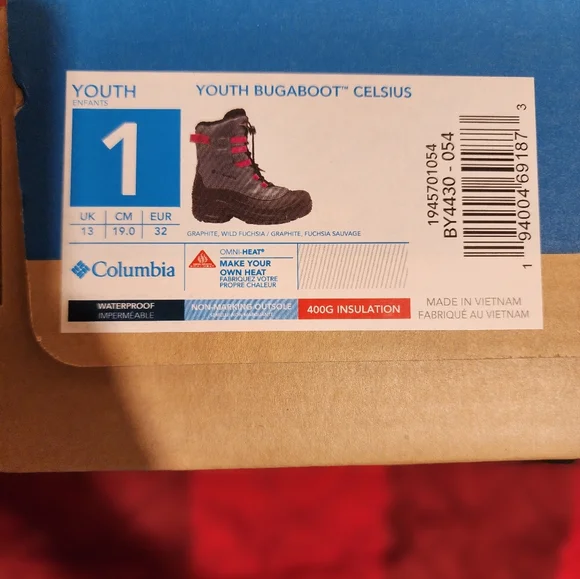 YOUTH
ENFANTS
1
UK CM EUR
13 19.0 32
YOUTH BUGABOOT™ CELSIUS
GRAPHITE, WILD FUCHSIA / GRAPHITE, FUCHSIA SAUVAGE
Columbia
OMNI-HEAT®
MAKE YOUR
OWN HEAT
FABRIQUEZ VOTRE
PROPRE CHALEUR
WATERPROOF
IMPERMÉABLE
NON-MARKING OUTSOLE
400G INSULATION
1945701054
BY4430 - 054
1 94004 69187 3
MADE IN VIETNAM
FABRIQUÉ AU VIETNAM